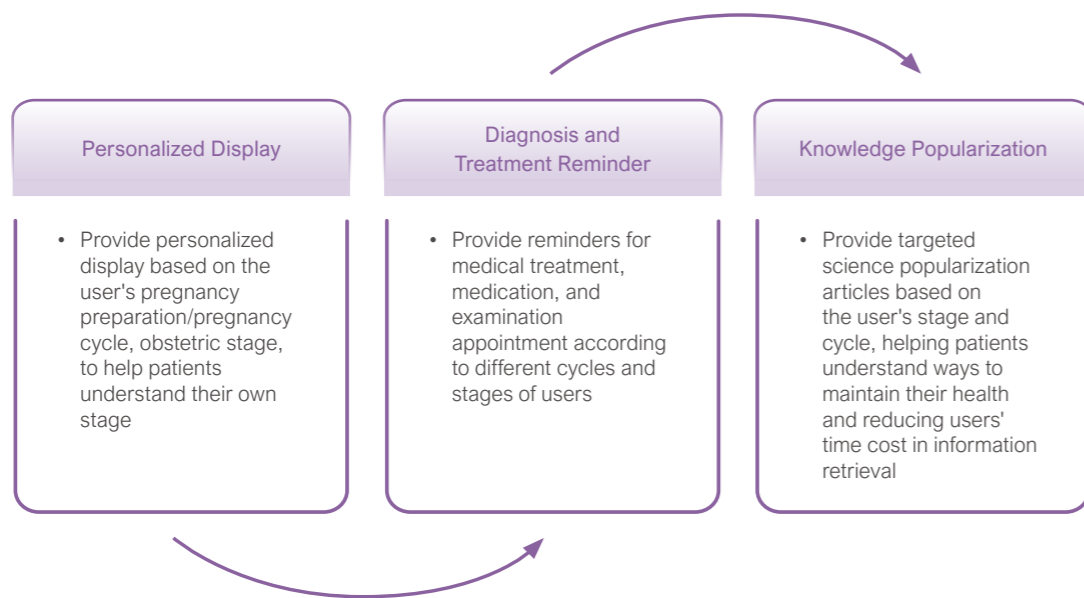 Personalized Display
• Provide personalized
display based on the
user's pregnancy
preparation/pregnancy
cycle, obstetric stage,
to help patients
understand their own
stage
Diagnosis and
Treatment Reminder
• Provide reminders for
medical treatment,
medication, and
examination
appointment according
to different cycles and
stages of users
Knowledge Popularization
• Provide targeted
science popularization
articles based on
the user's stage and
cycle, helping patients
understand ways to
maintain their health
and reducing users'
time cost in information
retrieval